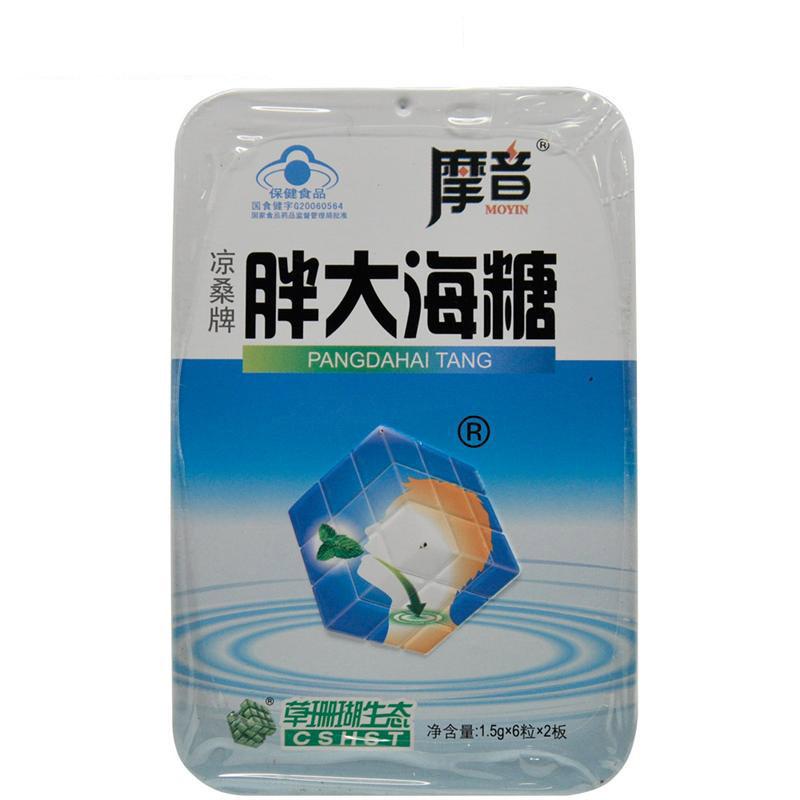 保健食品
国食健字G20060564
国家食品药品监督管理局批准
摩音®
MOYIN
凉桑牌
胖大海糖
PANGDAHAI TANG
®
®
草珊瑚生态
CSHST
净含量:1.5g×6粒×2板